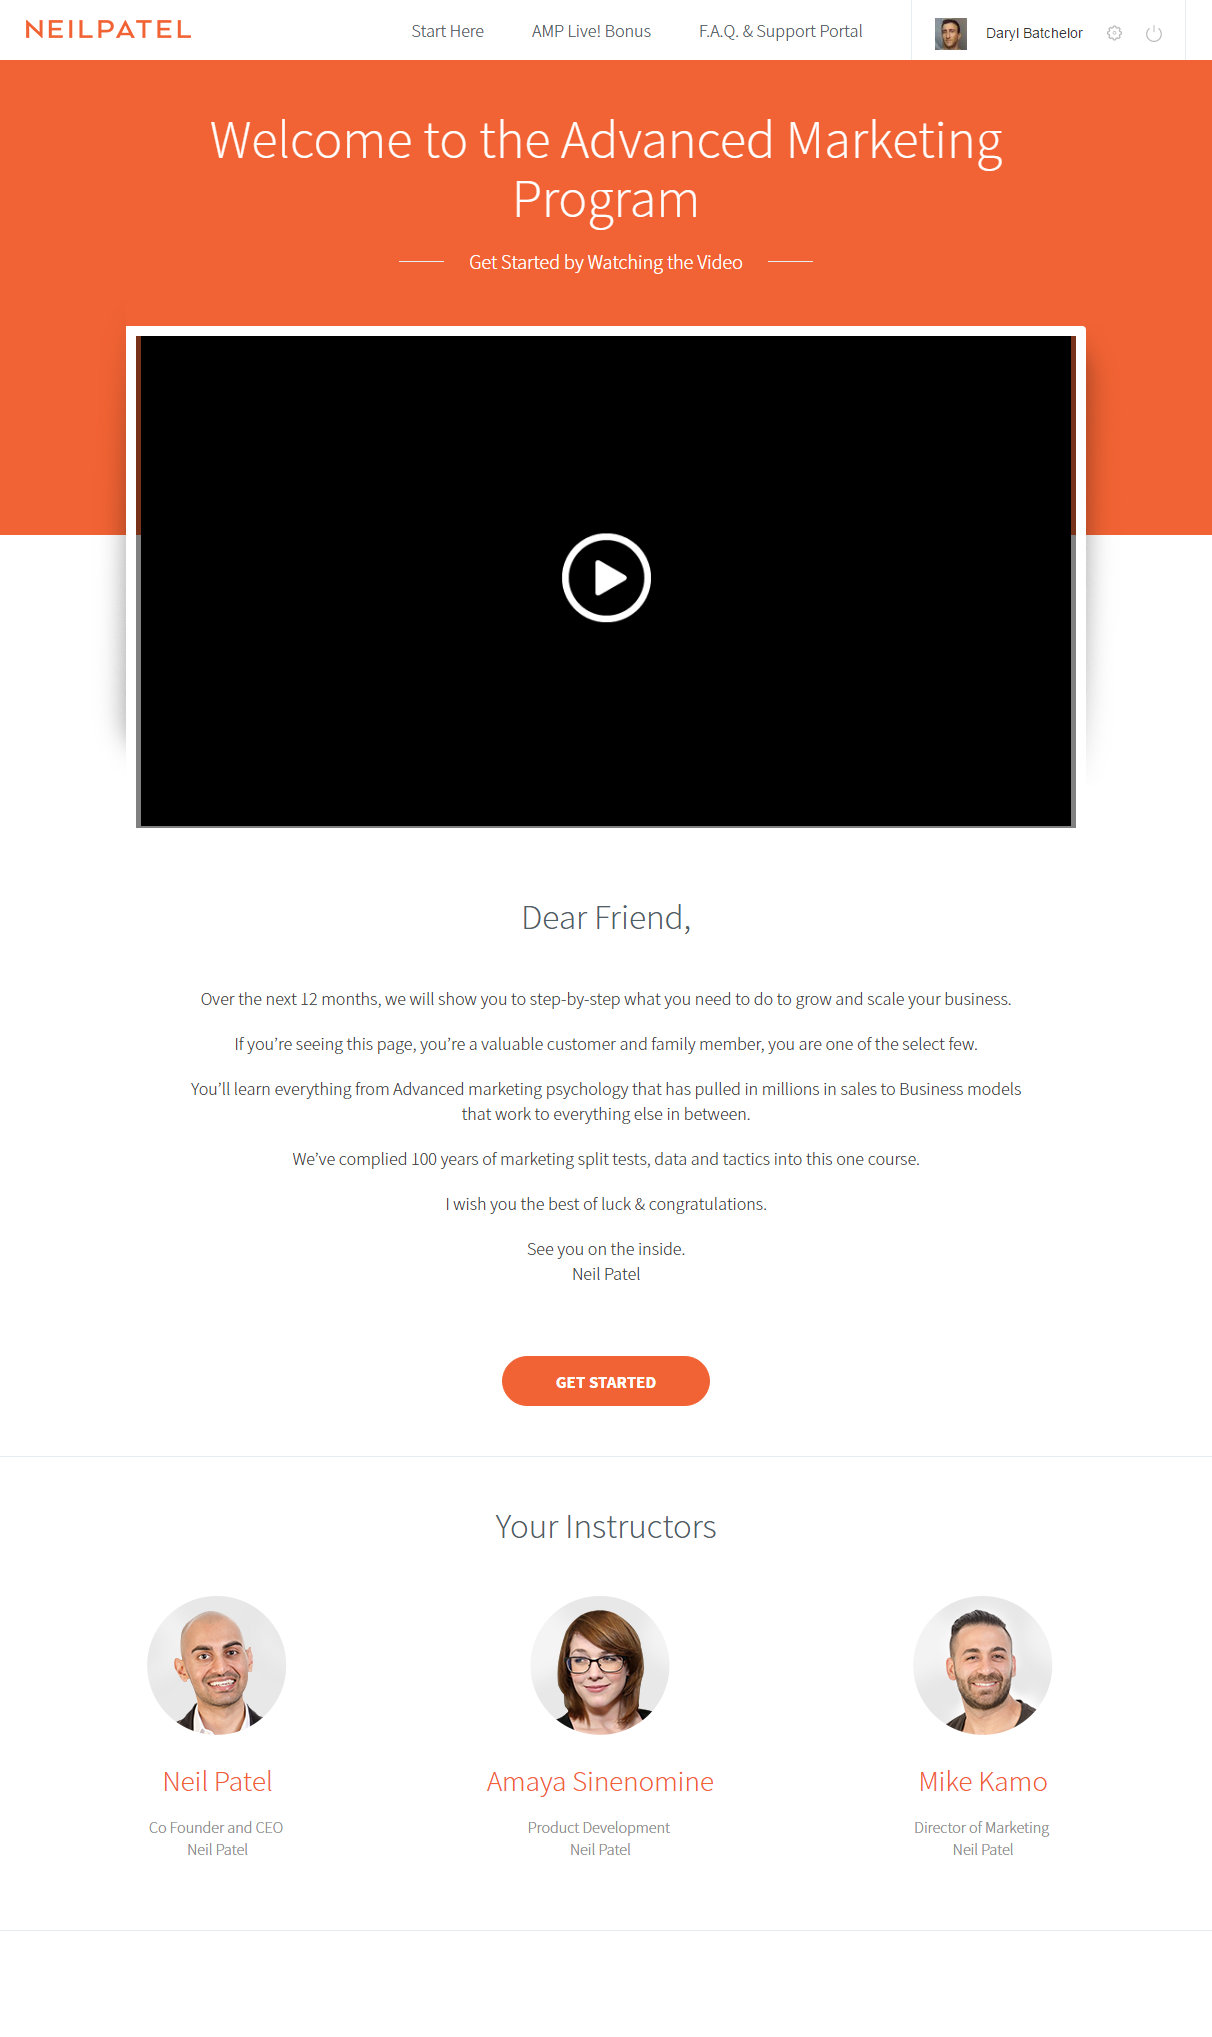 NEILPATEL
Start Here
AMP Live! Bonus
F.A.Q. & Support Portal
Daryl Batchelor
Welcome to the Advanced Marketing
Program
Get Started by Watching the Video
Dear Friend,
Over the next 12 months, we will show you to step-by-step what you need to do to grow and scale your business.
If you’re seeing this page, you’re a valuable customer and family member, you are one of the select few.
You’ll learn everything from Advanced marketing psychology that has pulled in millions in sales to Business models
that work to everything else in between.
We’ve complied 100 years of marketing split tests, data and tactics into this one course.
I wish you the best of luck & congratulations.
See you on the inside.
Neil Patel
GET STARTED
Your Instructors
Neil Patel
Co Founder and CEO
Neil Patel
Amaya Sinenomine
Product Development
Neil Patel
Mike Kamo
Director of Marketing
Neil Patel